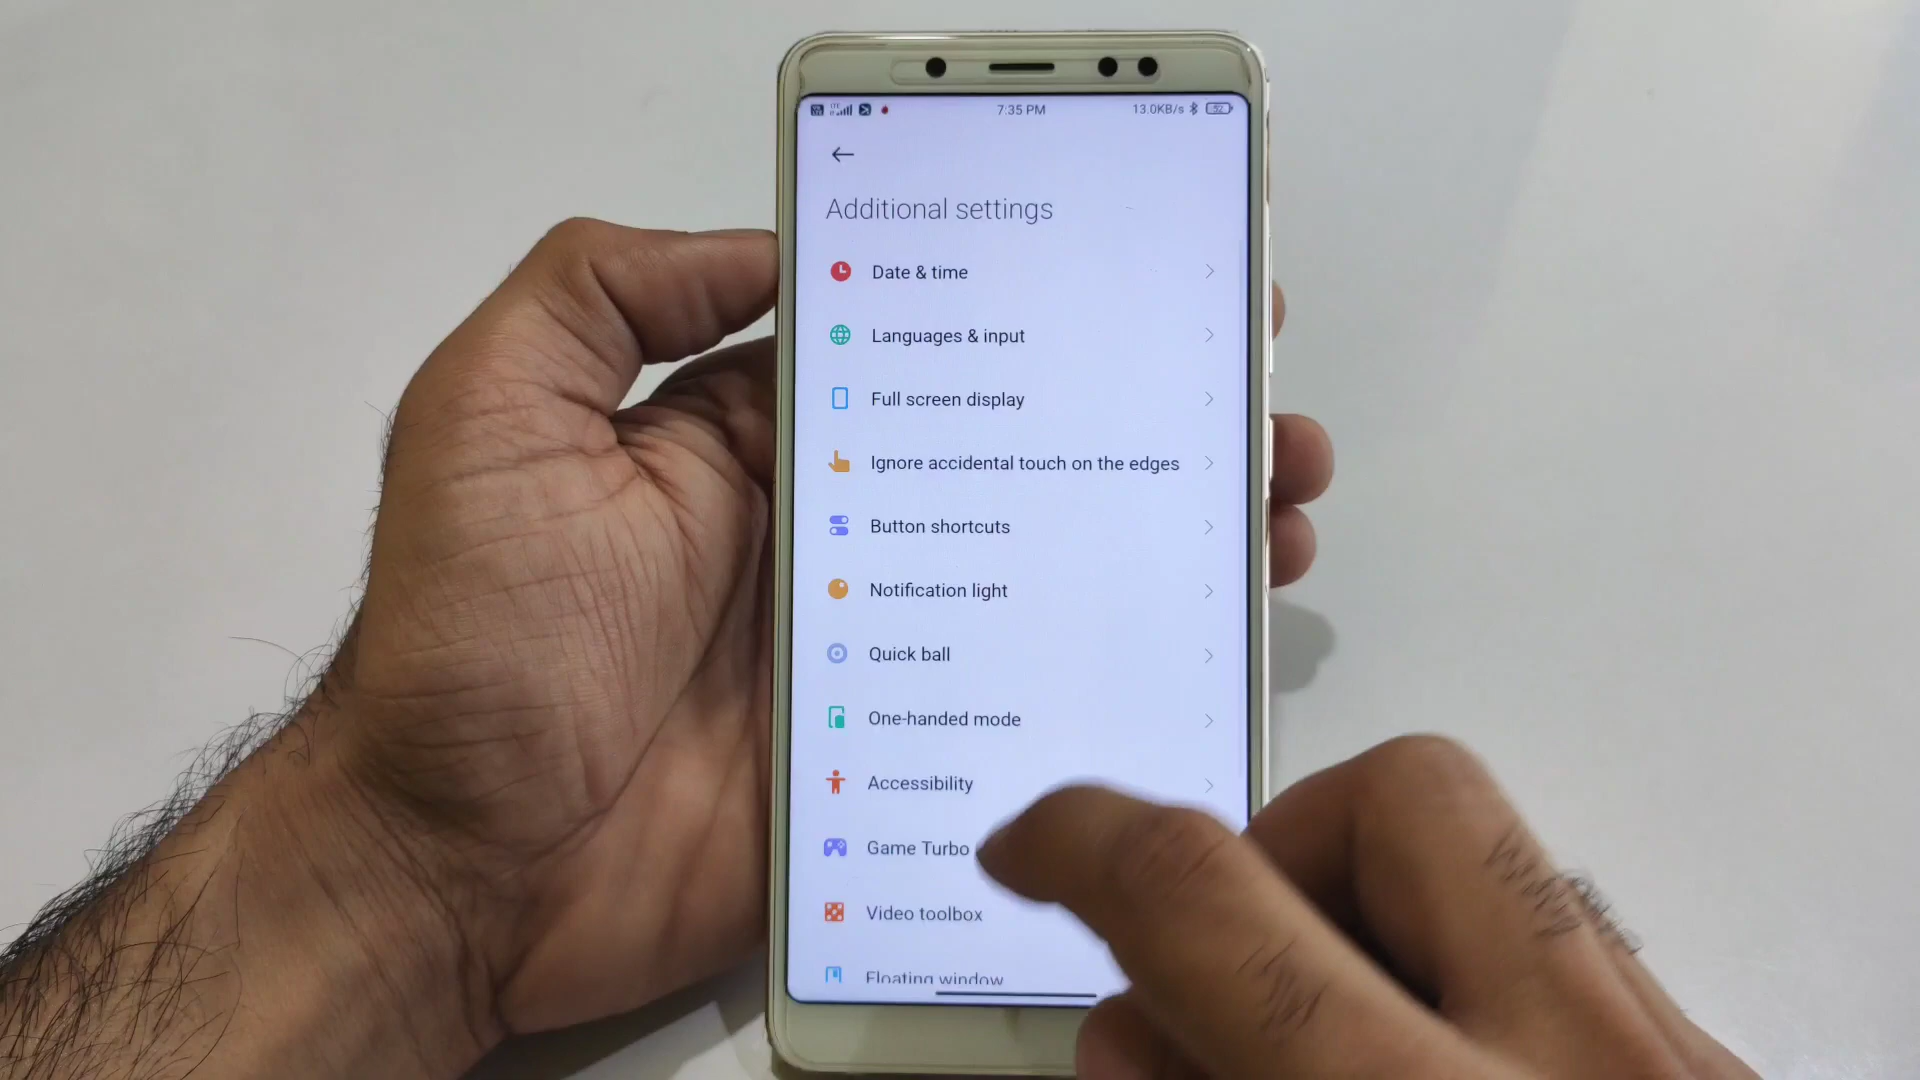 7:35 PM
13.0KB/s
52
Additional settings
Date & time
Languages & input
Full screen display
Ignore accidental touch on the edges
Button shortcuts
Notification light
Quick ball
One-handed mode
Accessibility
Game Turbo
Video toolbox
Floating window